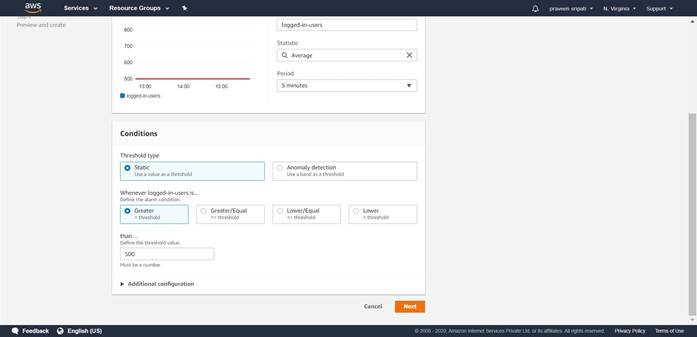 aws
Services
Resource Groups
praveen sripati
N. Virginia
Support
Preview and create
800
700
600
500
13:00 14:00 15:00
logged-in-users
logged-in-users
Statistic
Average
Period
5 minutes
Conditions
Threshold type
Static
Use a value as a threshold
Anomaly detection
Use a band as a threshold
Whenever logged-in-users is...
Define the alarm condition.
Greater
> threshold
Greater/Equal
>= threshold
Lower/Equal
<= threshold
Lower
< threshold
than...
Define the threshold value.
500
Must be a number
Additional configuration
Cancel
Next
Feedback
English (US)
© 2008 - 2020, Amazon Internet Services Private Ltd. or its affiliates. All rights reserved.
Privacy Policy
Terms of Use